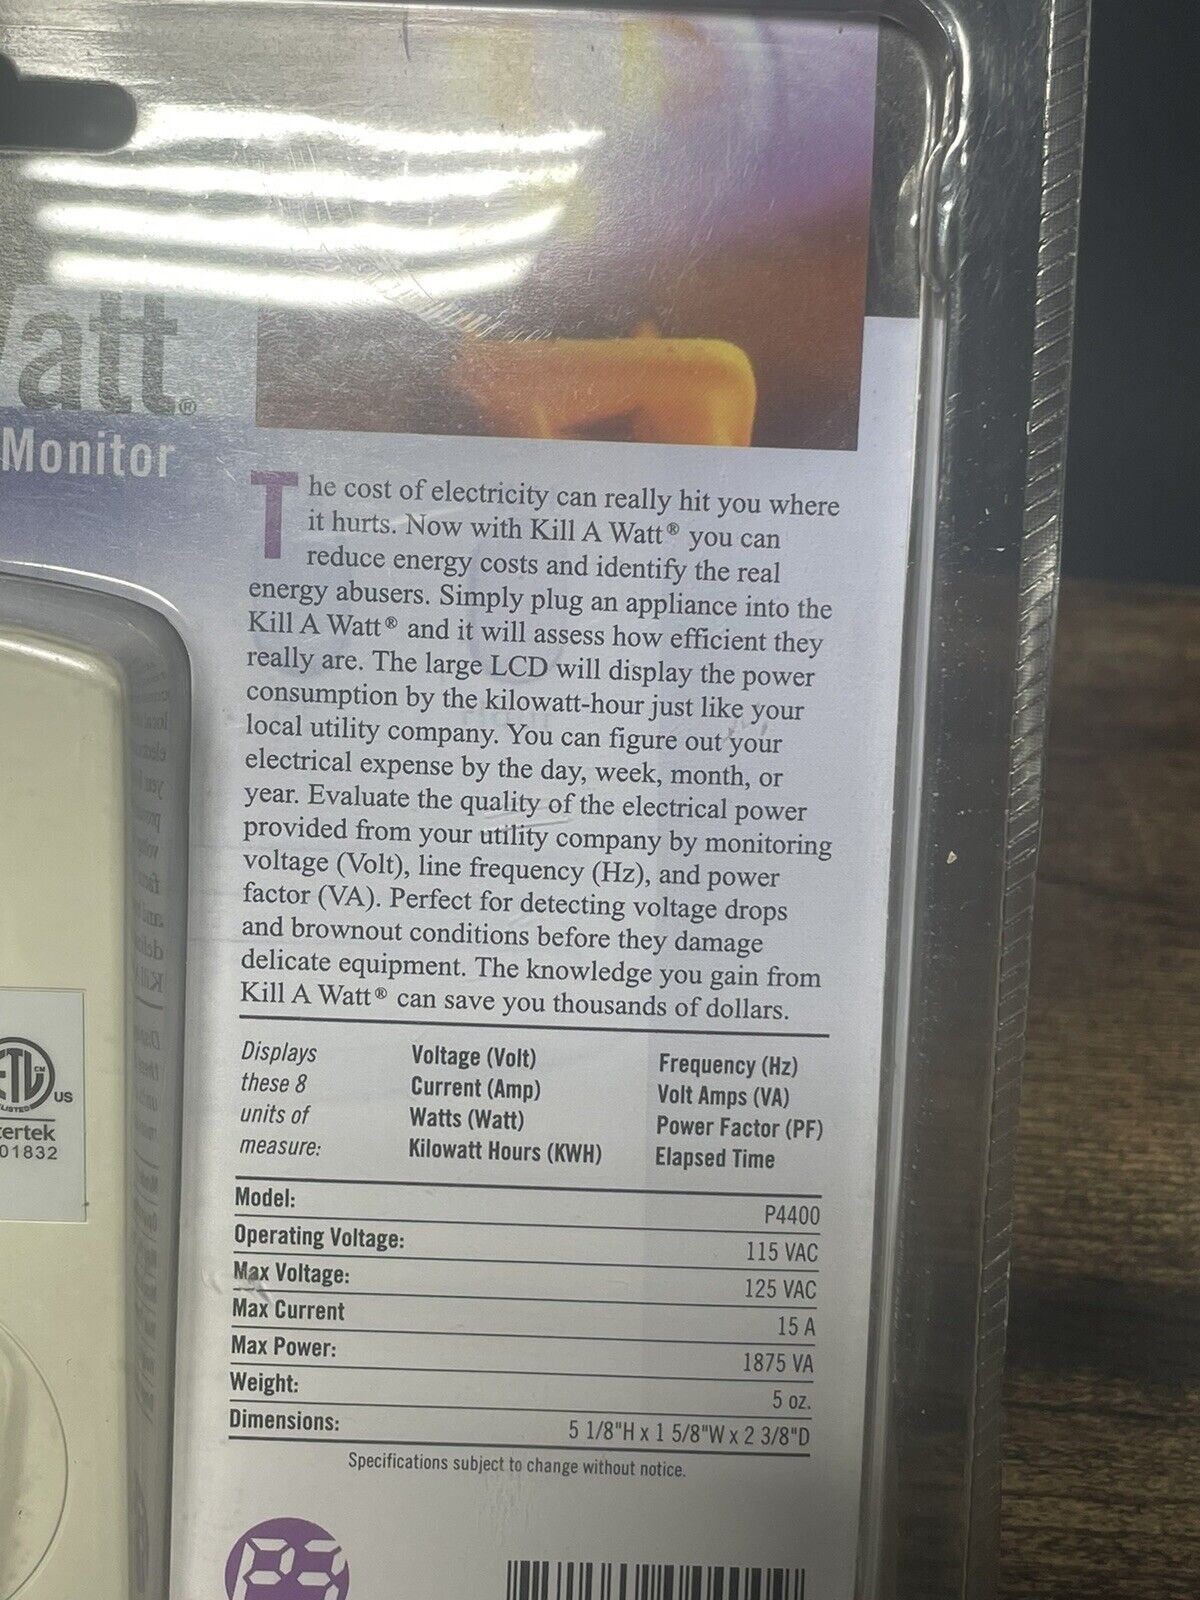 att®
Monitor
The cost of electricity can really hit you where
it hurts. Now with Kill A Watt® you can
reduce energy costs and identify the real
energy abusers. Simply plug an appliance into the
Kill A Watt® and it will assess how efficient they
really are. The large LCD will display the power
consumption by the kilowatt-hour just like your
local utility company. You can figure out your
electrical expense by the day, week, month, or
year. Evaluate the quality of the electrical power
provided from your utility company by monitoring
voltage (Volt), line frequency (Hz), and power
factor (VA). Perfect for detecting voltage drops
and brownout conditions before they damage
delicate equipment. The knowledge you gain from
Kill A Watt® can save you thousands of dollars.
Displays Voltage (Volt) Frequency (Hz)
these 8 Current (Amp) Volt Amps (VA)
units of Watts (Watt) Power Factor (PF)
measure: Kilowatt Hours (KWH) Elapsed Time
Model: P4400
Operating Voltage: 115 VAC
Max Voltage: 125 VAC
Max Current 15 A
Max Power: 1875 VA
Weight: 5 oz.
Dimensions: 5 1/8"H x 1 5/8"W x 2 3/8"D
Specifications subject to change without notice.
P3
ETL CM
LISTED US
tertek
01832